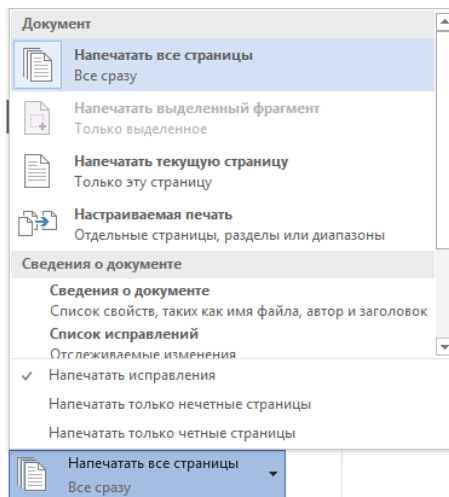 Документ
Напечатать все страницы
Все сразу
Напечатать выделенный фрагмент
Только выделенное
Напечатать текущую страницу
Только эту страницу
Настраиваемая печать
Отдельные страницы, разделы или диапазоны
Сведения о документе
Сведения о документе
Список свойств, таких как имя файла, автор и заголовок
Список исправлений
Отслеживаемые изменения
Напечатать исправления
Напечатать только нечетные страницы
Напечатать только четные страницы
Напечатать все страницы
Все сразу